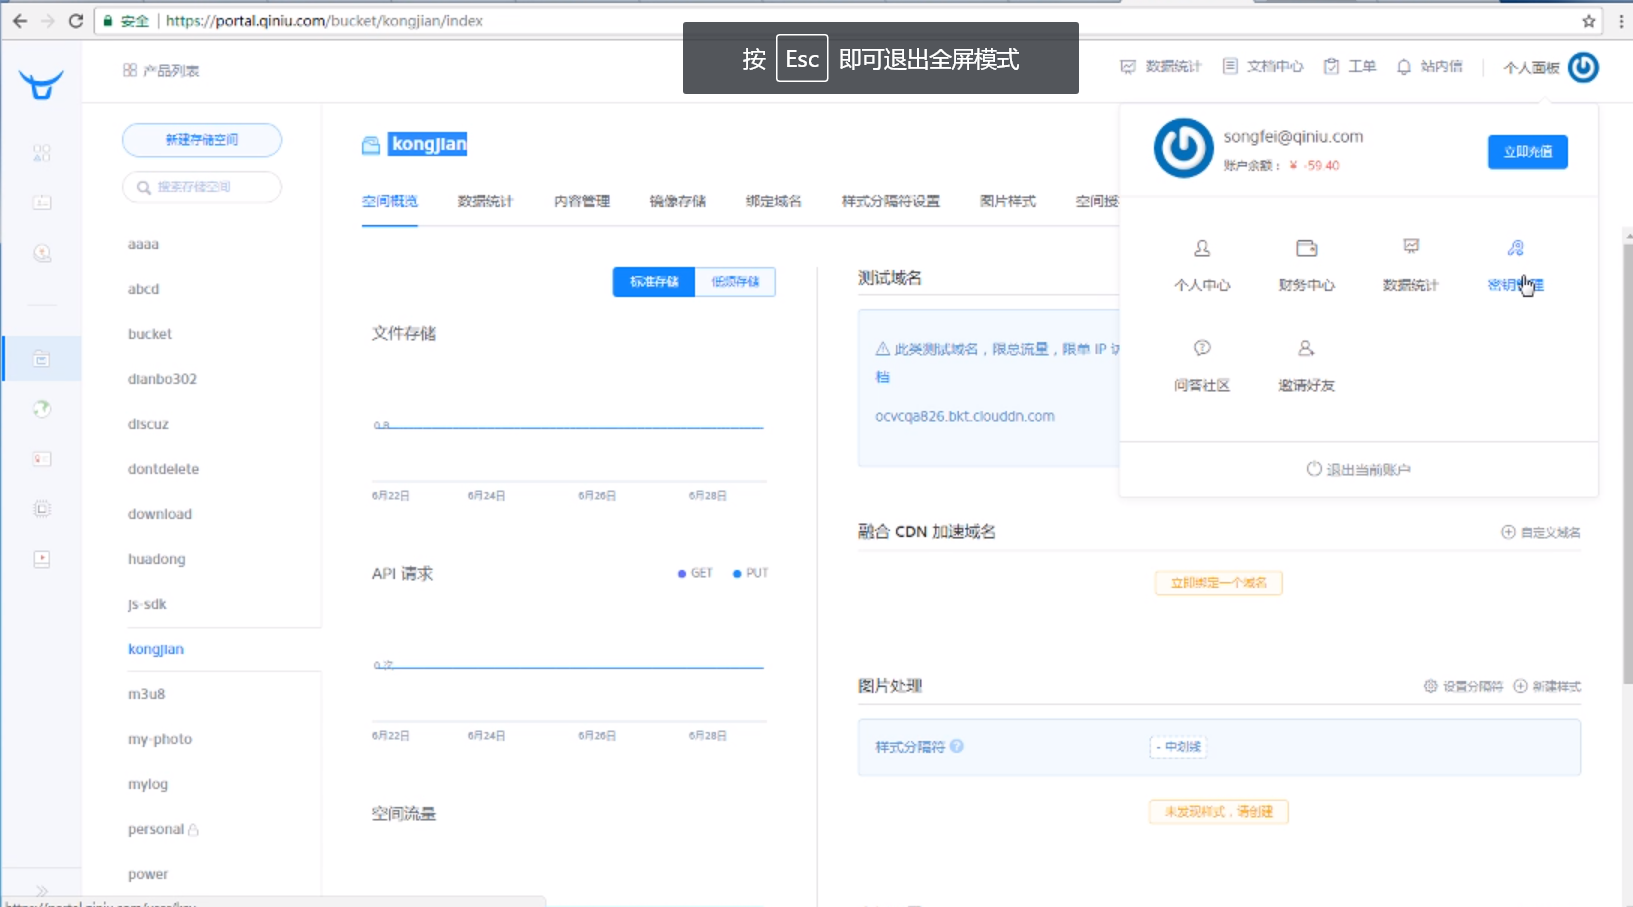 安全 | https://portal.qiniu.com/bucket/kongjian/index
按 Esc 即可退出全屏模式
产品列表
数据统计
文档中心
工单
站内信
个人面板
新建存储空间
搜索存储空间
aaaa
abcd
bucket
dianbo302
discuz
dontdelete
download
huadong
js-sdk
kongjian
m3u8
my-photo
mylog
personal
power
kongjian
空间概览
数据统计
内容管理
镜像存储
绑定域名
样式分隔符设置
图片样式
空间授
标准存储
低频存储
文件存储
0 B
6月22日
6月24日
6月26日
6月28日
API 请求
GET
PUT
0 次
6月22日
6月24日
6月26日
6月28日
空间流量
测试域名
此类测试域名，限总流量，限单 IP 访
档
ocvcqa826.bkt.clouddn.com
融合 CDN 加速域名
自定义域名
立即绑定一个域名
图片处理
设置分隔符
新建样式
样式分隔符
- 中划线
未发现样式，请创建
songfei@qiniu.com
账户余额： ￥ -59.40
立即充值
个人中心
财务中心
数据统计
密钥管理
问答社区
邀请好友
退出当前账户